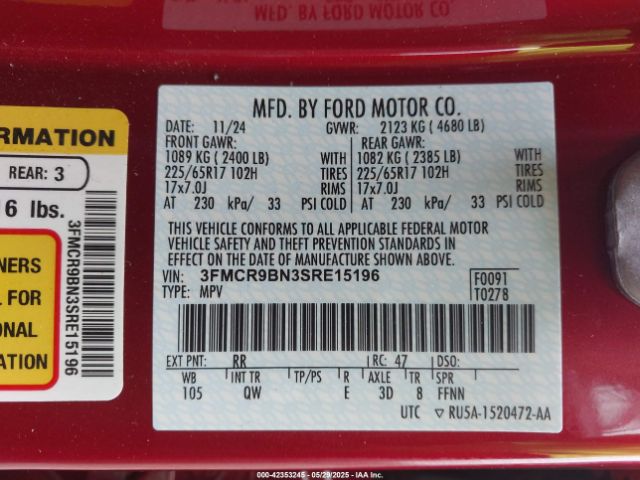 MFD. BY FORD MOTOR CO.
RMATION
REAR: 3
6 lbs.
NERS
L FOR
ONAL
3FMCR9BN3SRE15196
MFD. BY FORD MOTOR CO.
DATE: 11/24 GVWR: 2123 KG ( 4680 LB)
FRONT GAWR: REAR GAWR:
1089 KG ( 2400 LB) WITH 1082 KG ( 2385 LB) WITH
225/65R17 102H TIRES 225/65R17 102H TIRES
17x7.0J RIMS 17x7.0J RIMS
AT 230 kPa/ 33 PSI COLD AT 230 kPa/ 33 PSI COLD
THIS VEHICLE CONFORMS TO ALL APPLICABLE FEDERAL MOTOR
VEHICLE SAFETY AND THEFT PREVENTION STANDARDS IN
EFFECT ON THE DATE OF MANUFACTURE SHOWN ABOVE.
VIN: 3FMCR9BN3SRE15196 F0091
TYPE: MPV T0278
EXT PNT: RR RC: 47 DSO:
WB INT TR TP/PS R AXLE TR SPR
105 QW E 3D 8 FFNN
UTC ▽ RU5A-1520472-AA
000-42353245 - 05/29/2025 - IAA Inc.